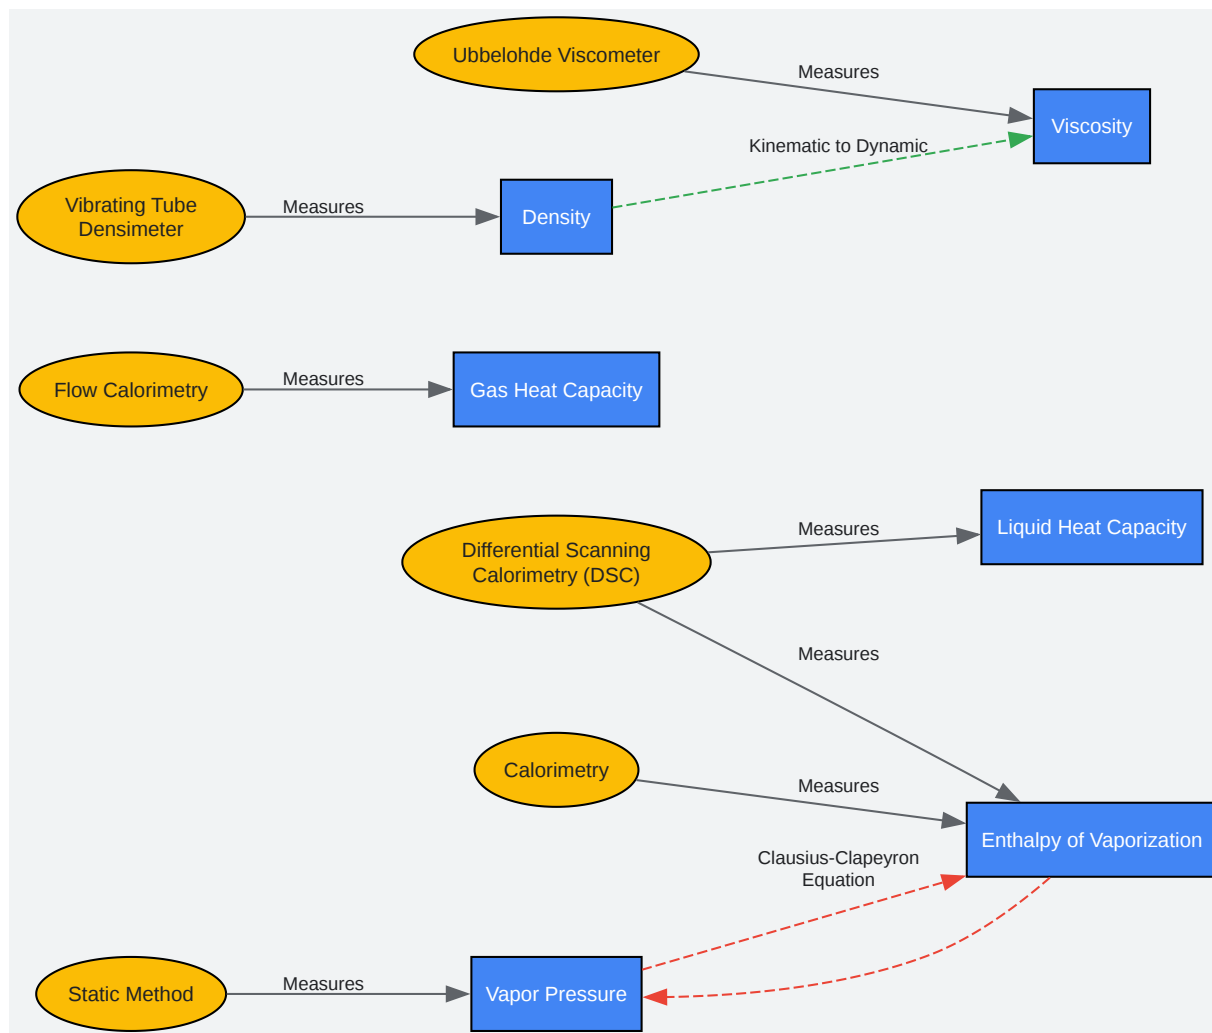 Ubbelohde Viscometer
Measures
Viscosity
Kinematic to Dynamic
Vibrating Tube
Densimeter
Measures
Density
Flow Calorimetry
Measures
Gas Heat Capacity
Differential Scanning
Calorimetry (DSC)
Measures
Liquid Heat Capacity
Measures
Calorimetry
Measures
Enthalpy of Vaporization
Clausius-Clapeyron
Equation
Static Method
Measures
Vapor Pressure